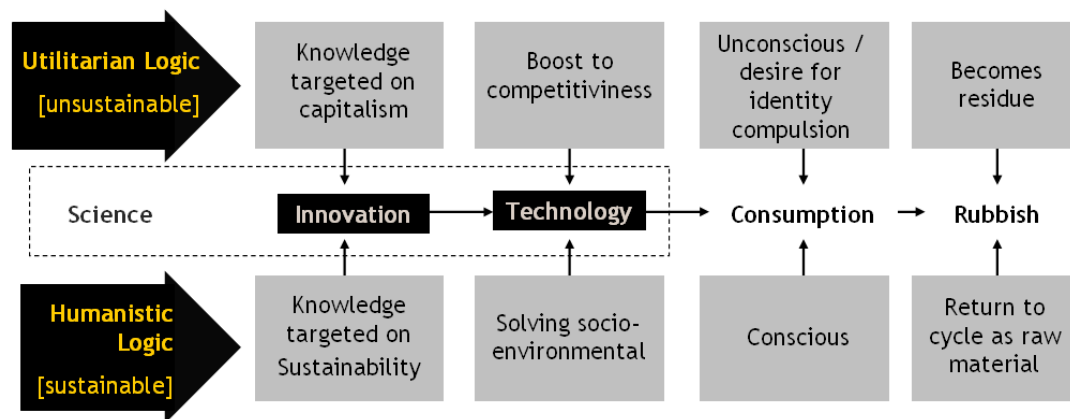 Utilitarian Logic
[unsustainable]
Knowledge
targeted on
capitalism
Boost to
competitiviness
Unconscious /
desire for
identity
compulsion
Becomes
residue
Science
Innovation
Technology
Consumption
Rubbish
Humanistic
Logic
[sustainable]
Knowledge
targeted on
Sustainability
Solving socio-
environmental
Conscious
Return to
cycle as raw
material